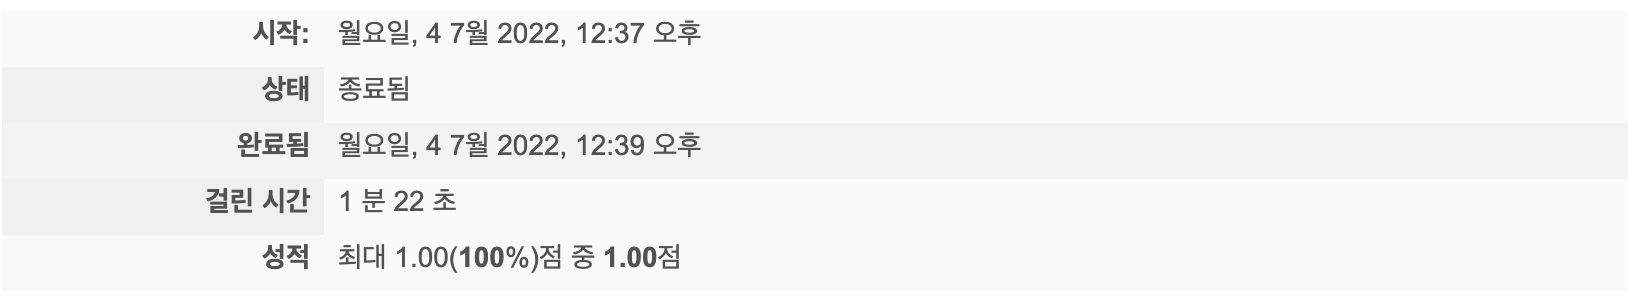 시작: 월요일, 4 7월 2022, 12:37 오후
상태 종료됨
완료됨 월요일, 4 7월 2022, 12:39 오후
걸린 시간 1 분 22 초
성적 최대 1.00(100%)점 중 1.00점